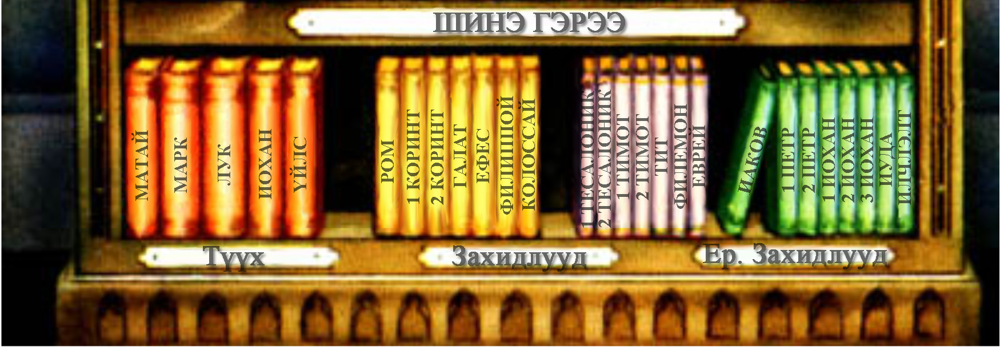 ШИНЭ ГЭРЭЭ
МАТАЙ
МАРК
ЛУК
ИОХАН
ҮЙЛС
РОМ
1 КОРИНТ
2 КОРИНТ
ГАЛАТ
ЕФЕС
ФИЛИППОЙ
КОЛОССАЙ
1 ТЕСАЛОНИК
2 ТЕСАЛОНИК
1 ТИМОТ
2 ТИМОТ
ТИТ
ФИЛЕМОН
ЕВРЕЙ
ИАКОВ
1 ПЕТР
2 ПЕТР
1 ИОХАН
2 ИОХАН
3 ИОХАН
ИУДА
ИЛЧЛЭЛТ
Түүх
Захидлууд
Ер. Захидлууд